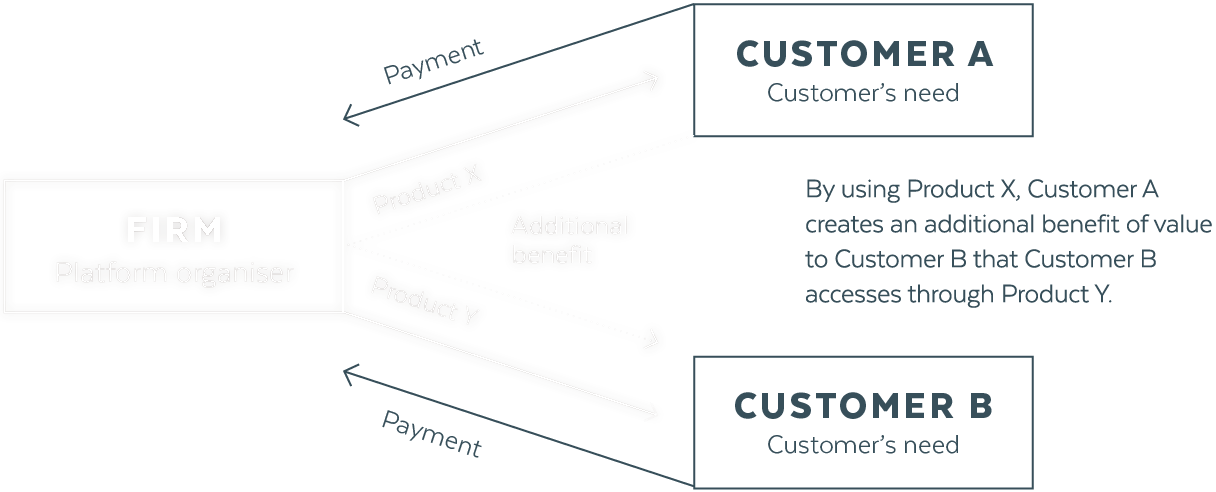 Payment
CUSTOMER A
Customer's need
Product X
By using Product X, Customer A
creates an additional benefit of value
to Customer B that Customer B
accesses through Product Y.
FIRM
Platform organiser
Additional
benefit
Product Y
CUSTOMER B
Customer's need
Payment